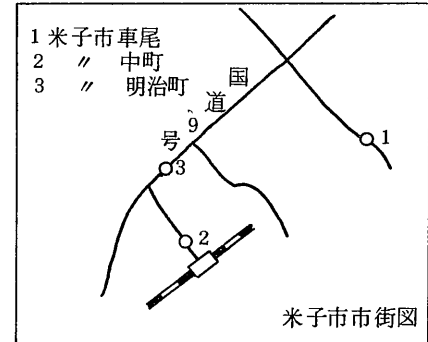 1 米子市車尾
2 〃 中町
3 〃 明治町
国道9号
1
3
2
米子市市街図